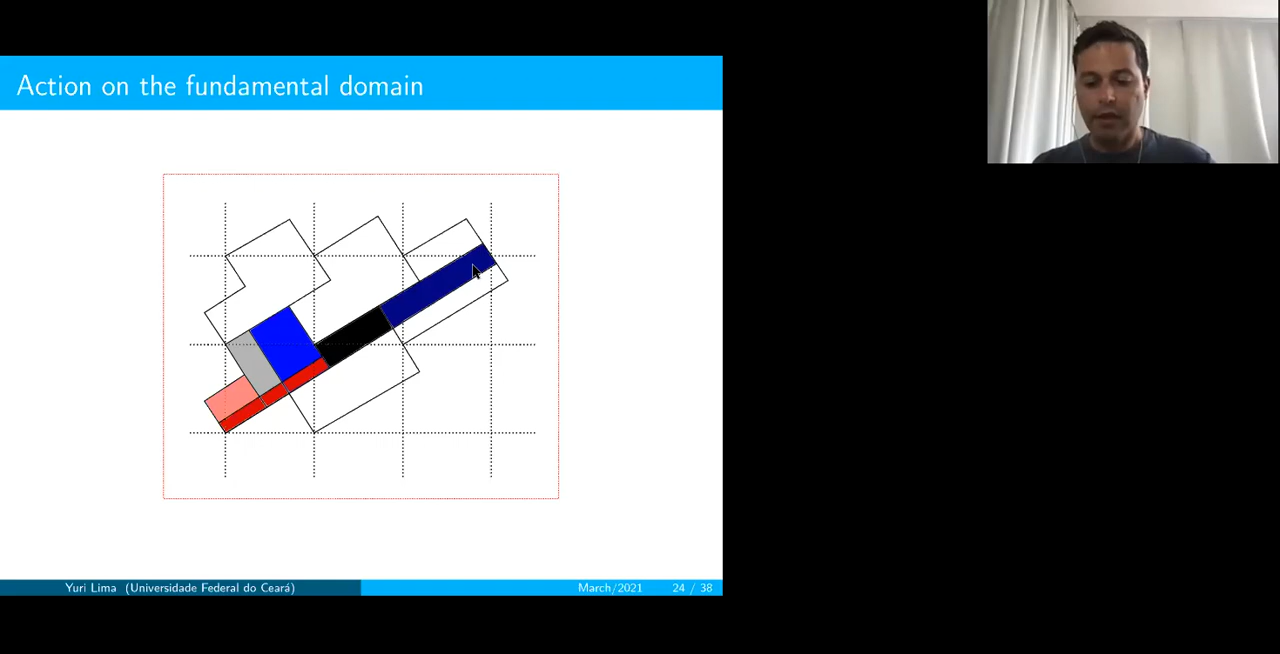 Action on the fundamental domain
Yuri Lima (Universidade Federal do Ceará)
March/2021
24 / 38